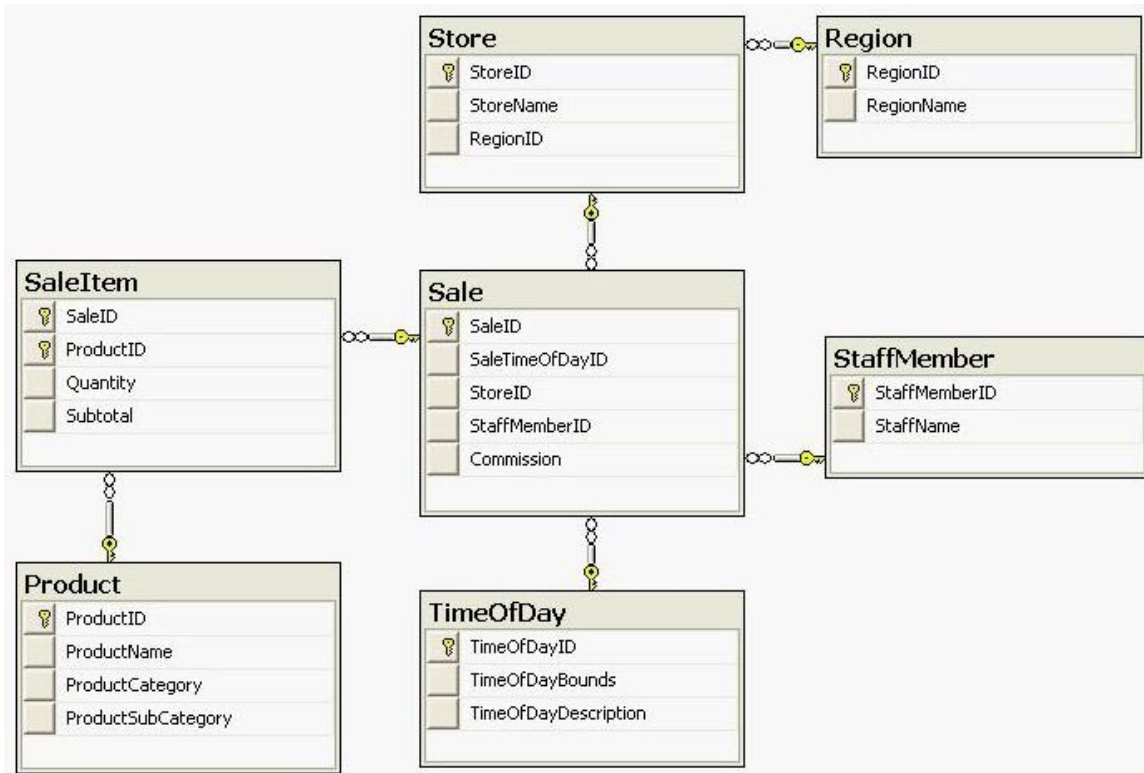 Store
StoreID
StoreName
RegionID
Region
RegionID
RegionName
SaleItem
SaleID
ProductID
Quantity
Subtotal
Sale
SaleID
SaleTimeOfDayID
StoreID
StaffMemberID
Commission
StaffMember
StaffMemberID
StaffName
Product
ProductID
ProductName
ProductCategory
ProductSubCategory
TimeOfDay
TimeOfDayID
TimeOfDayBounds
TimeOfDayDescription